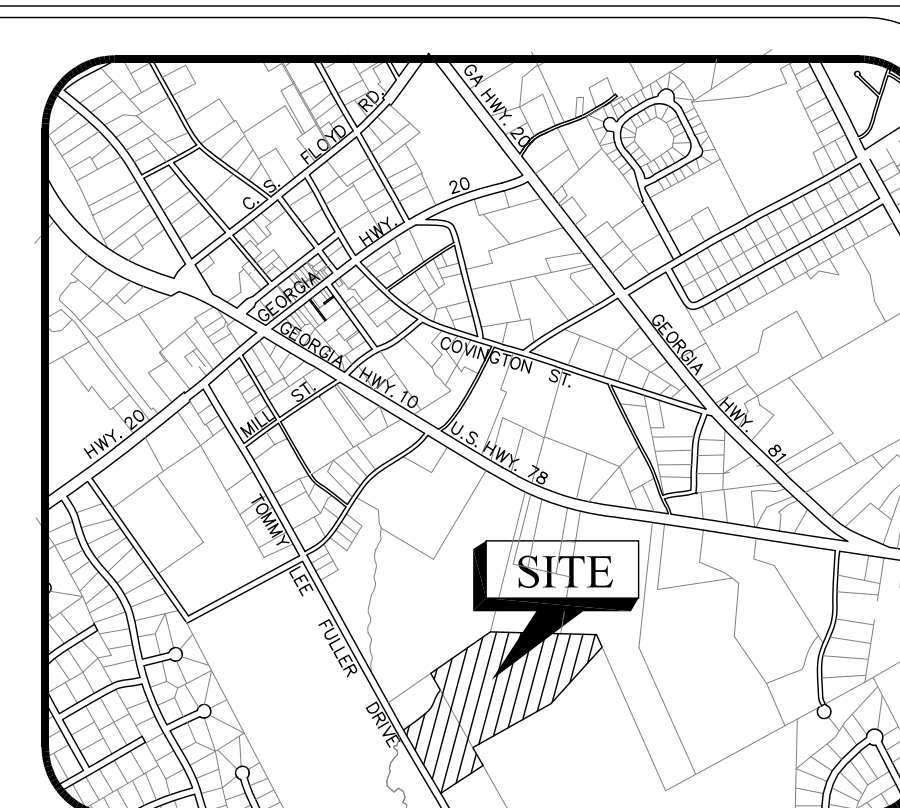 GA HWY. 20
C. S. FLOYD RD.
HWY. 20
GEORGIA
GEORGIA HWY. 10
COVINGTON ST.
GEORGIA HWY. 81
MILL ST.
HWY. 20
U.S. HWY. 78
TOMMY LEE FULLER DRIVE
SITE